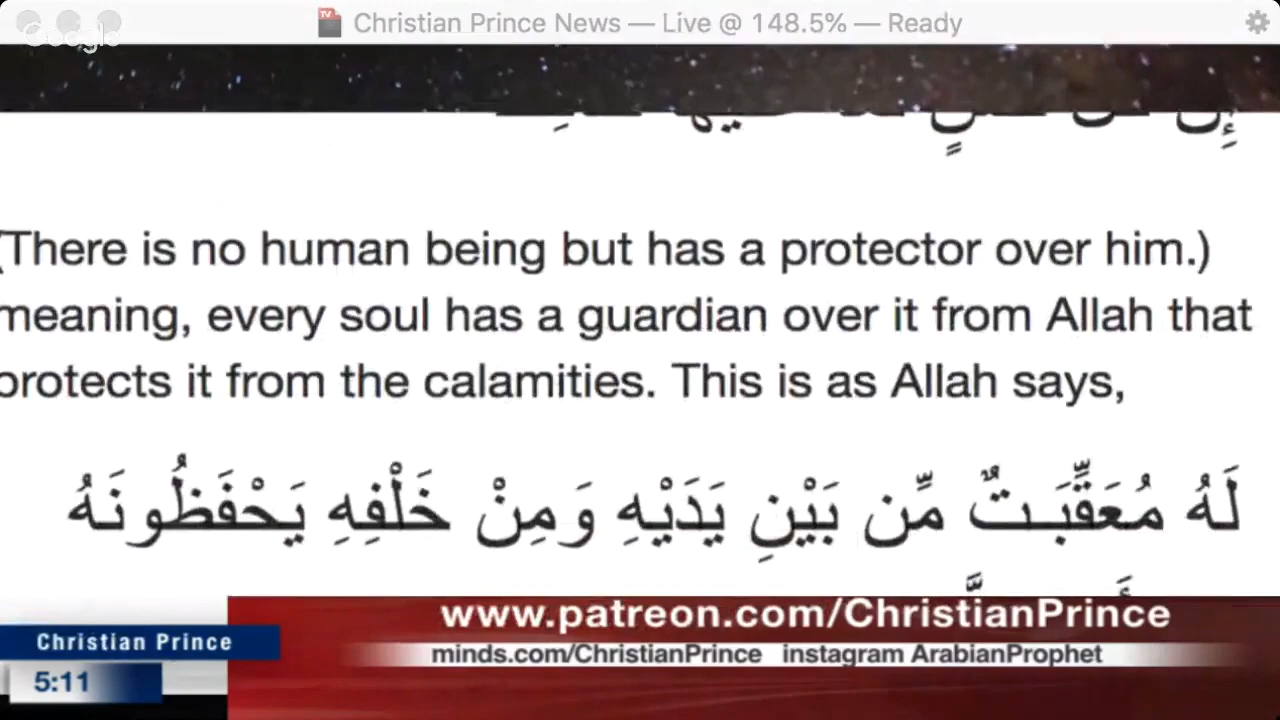 Christian Prince News — Live @ 148.5% — Ready
Google
(There is no human being but has a protector over him.)
meaning, every soul has a guardian over it from Allah that
protects it from the calamities. This is as Allah says,
لَهُ مُعَقِّبَـتٌ مِّن بَيْنِ يَدَيْهِ وَمِنْ خَلْفِهِ يَحْفَظُونَهُ
www.patreon.com/ChristianPrince
Christian Prince
minds.com/ChristianPrince instagram ArabianProphet
5:11